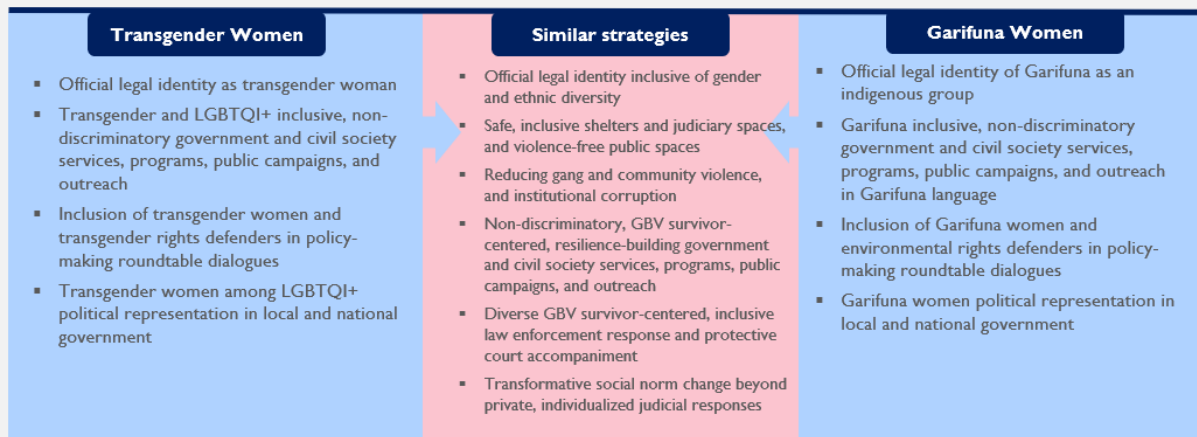 Transgender Women
▪ Official legal identity as transgender woman
▪ Transgender and LGBTQI+ inclusive, non-
discriminatory government and civil society
services, programs, public campaigns, and
outreach
▪ Inclusion of transgender women and
transgender rights defenders in policy-
making roundtable dialogues
▪ Transgender women among LGBTQI+
political representation in local and national
government
Similar strategies
▪ Official legal identity inclusive of gender
and ethnic diversity
▪ Safe, inclusive shelters and judiciary spaces,
and violence-free public spaces
▪ Reducing gang and community violence,
and institutional corruption
▪ Non-discriminatory, GBV survivor-
centered, resilience-building government
and civil society services, programs, public
campaigns, and outreach
▪ Diverse GBV survivor-centered, inclusive
law enforcement response and protective
court accompaniment
▪ Transformative social norm change beyond
private, individualized judicial responses
Garifuna Women
▪ Official legal identity of Garifuna as an
indigenous group
▪ Garifuna inclusive, non-discriminatory
government and civil society services,
programs, public campaigns, and outreach
in Garifuna language
▪ Inclusion of Garifuna women and
environmental rights defenders in policy-
making roundtable dialogues
▪ Garifuna women political representation in
local and national government